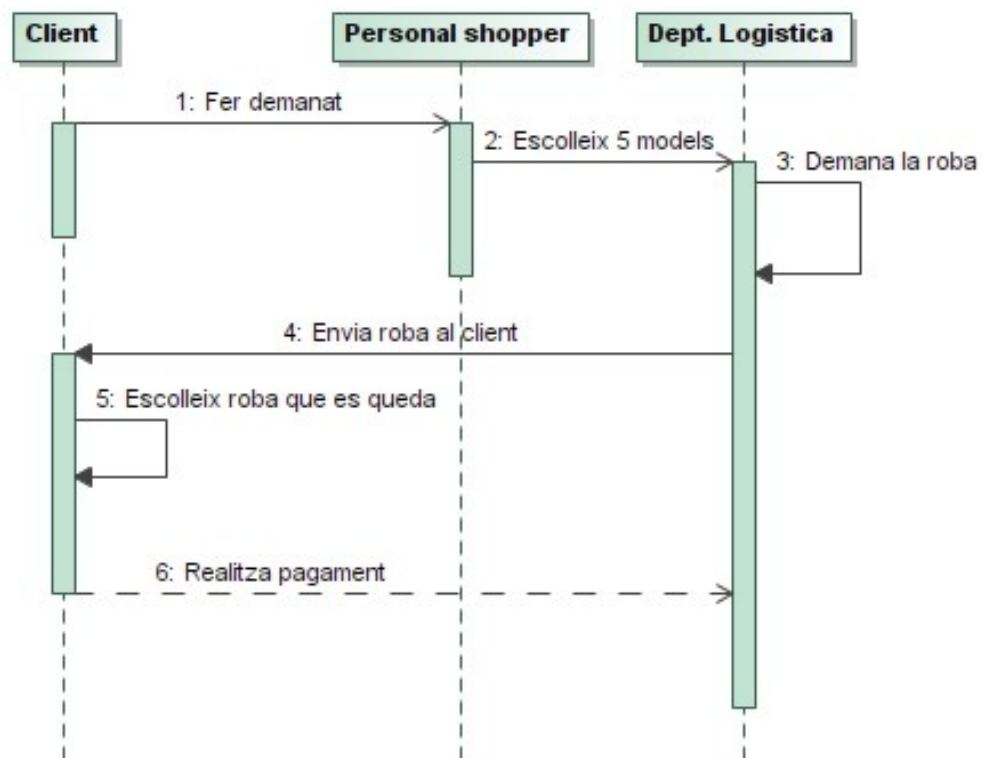 Client
Personal shopper
Dept. Logistica
1: Fer demanat
2: Escolleix 5 models
3: Demana la roba
4: Envia roba al client
5: Escolleix roba que es queda
6: Realitza pagament